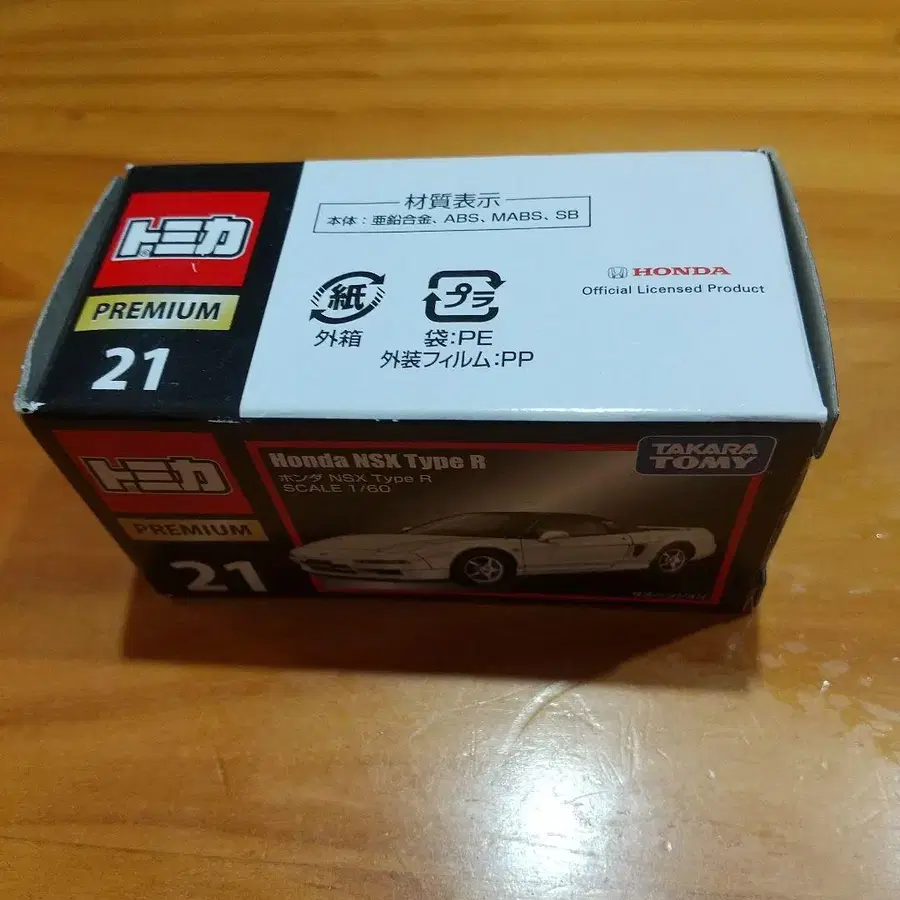 トミカ
PREMIUM
21
材質表示
本体：亜鉛合金、ABS、MABS、SB
紙
外箱
プラ
袋:PE
外装フィルム:PP
HONDA
Official Licensed Product
トミカ
PREMIUM
21
Honda NSX Type R
ホンダ NSX Type R
SCALE 1/60
TAKARA
TOMY